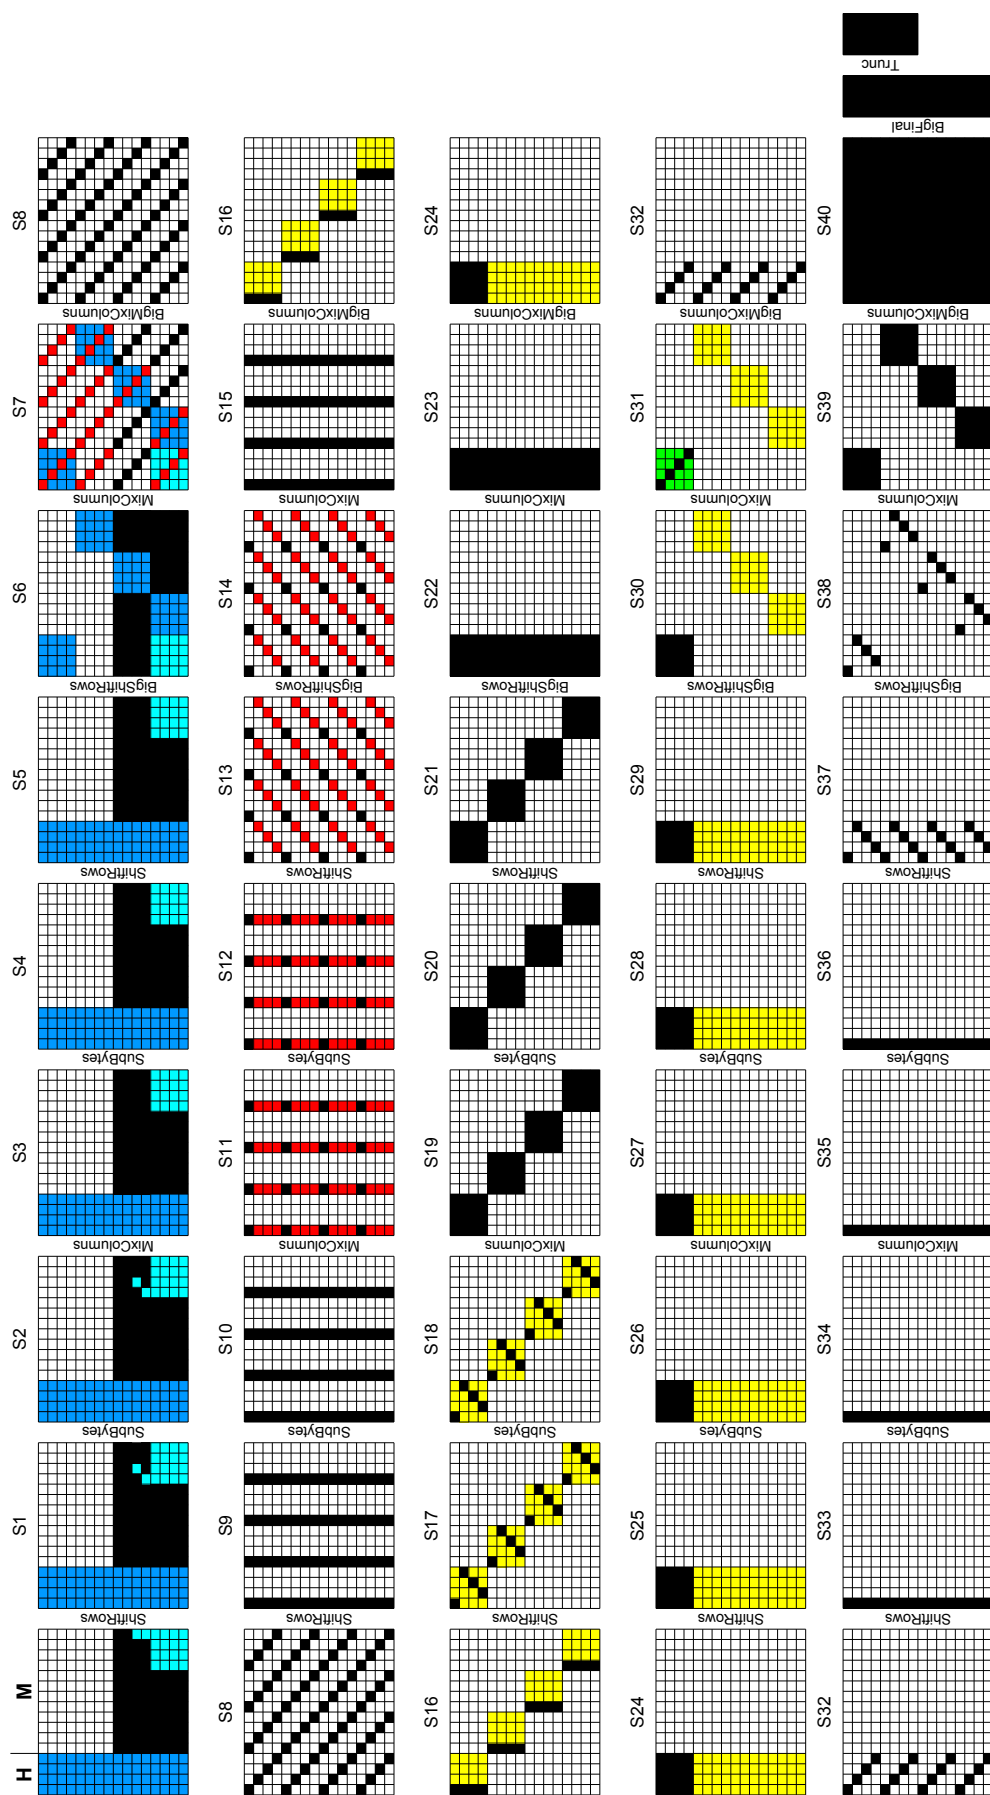 H M S1 S2 S3 S4 S5 S6 S7 S8
ShiftRows SubBytes MixColumns SubBytes ShiftRows BigShiftRows MixColumns BigMixColumns
S8 S9 S10 S11 S12 S13 S14 S15 S16
ShiftRows SubBytes MixColumns SubBytes ShiftRows BigShiftRows MixColumns BigMixColumns
S16 S17 S18 S19 S20 S21 S22 S23 S24
ShiftRows SubBytes MixColumns SubBytes ShiftRows BigShiftRows MixColumns BigMixColumns
S24 S25 S26 S27 S28 S29 S30 S31 S32
ShiftRows SubBytes MixColumns SubBytes ShiftRows BigShiftRows MixColumns BigMixColumns
S32 S33 S34 S35 S36 S37 S38 S39 S40
ShiftRows SubBytes MixColumns SubBytes ShiftRows BigShiftRows MixColumns BigMixColumns BigFinal Trunc